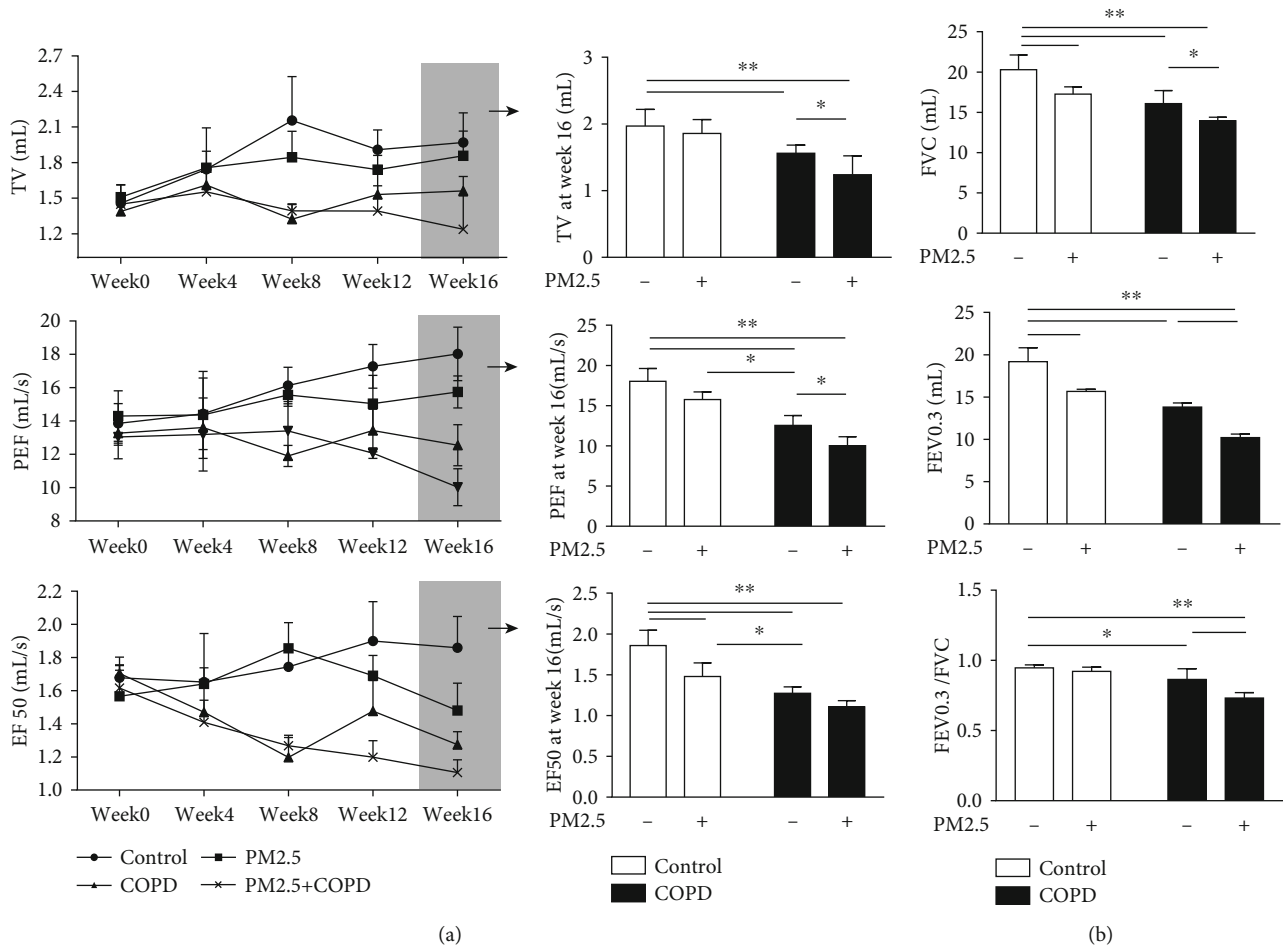 TV (mL)
2.7
2.4
2.1
1.8
1.5
1.2
Week0 Week4 Week8 Week12 Week16
TV at week 16 (mL)
3
2
1
0
**
*
PM2.5 – + – +
FVC (mL)
25
20
15
10
5
0
**
*
PM2.5 – + – +
PEF (mL/s)
20
18
16
14
12
10
8
Week0 Week4 Week8 Week12 Week16
PEF at week 16(mL/s)
25
20
15
10
5
0
**
*
*
PM2.5 – + – +
FEV0.3 (mL)
25
20
15
10
5
0
**
PM2.5 – + – +
EF 50 (mL/s)
2.2
2.0
1.8
1.6
1.4
1.2
1.0
Week0 Week4 Week8 Week12 Week16
EF50 at week 16(mL/s)
2.5
2.0
1.5
1.0
0.5
0.0
**
*
PM2.5 – + – +
FEV0.3 /FVC
1.5
1.0
0.5
0.0
**
*
PM2.5 – + – +
Control PM2.5
COPD PM2.5+COPD
Control
COPD
Control
COPD
(a)
(b)